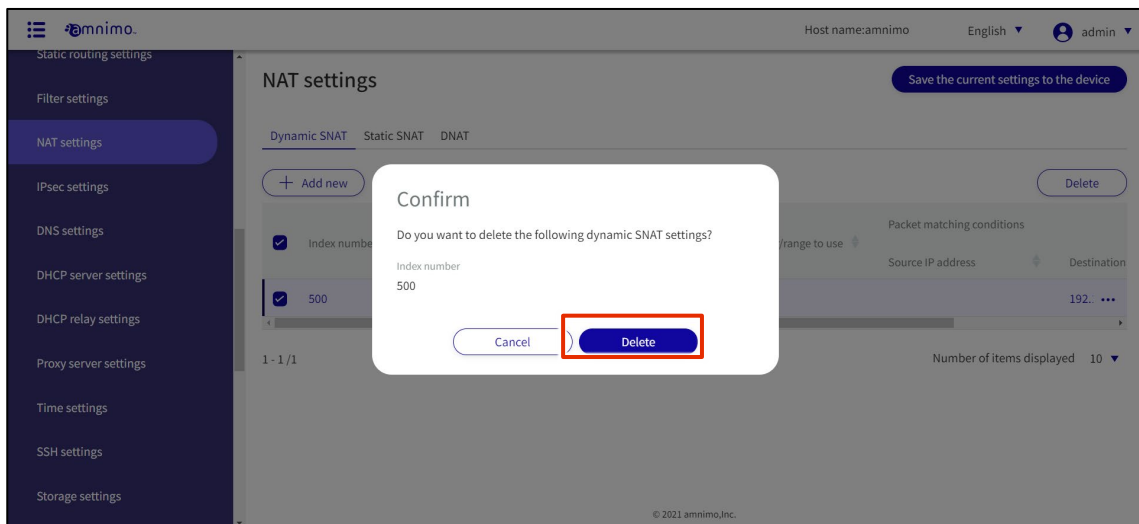 amnimo
Host name:amnimo
English
admin
Static routing settings
Filter settings
NAT settings
IPsec settings
DNS settings
DHCP server settings
DHCP relay settings
Proxy server settings
Time settings
SSH settings
Storage settings
NAT settings
Save the current settings to the device
Dynamic SNAT Static SNAT DNAT
+ Add new
Delete
Packet matching conditions
Index numbe
/range to use
Source IP address
Destination
500
192. •••
1 - 1 /1
Number of items displayed 10
Confirm
Do you want to delete the following dynamic SNAT settings?
Index number
500
Cancel
Delete
© 2021 amnimo,Inc.